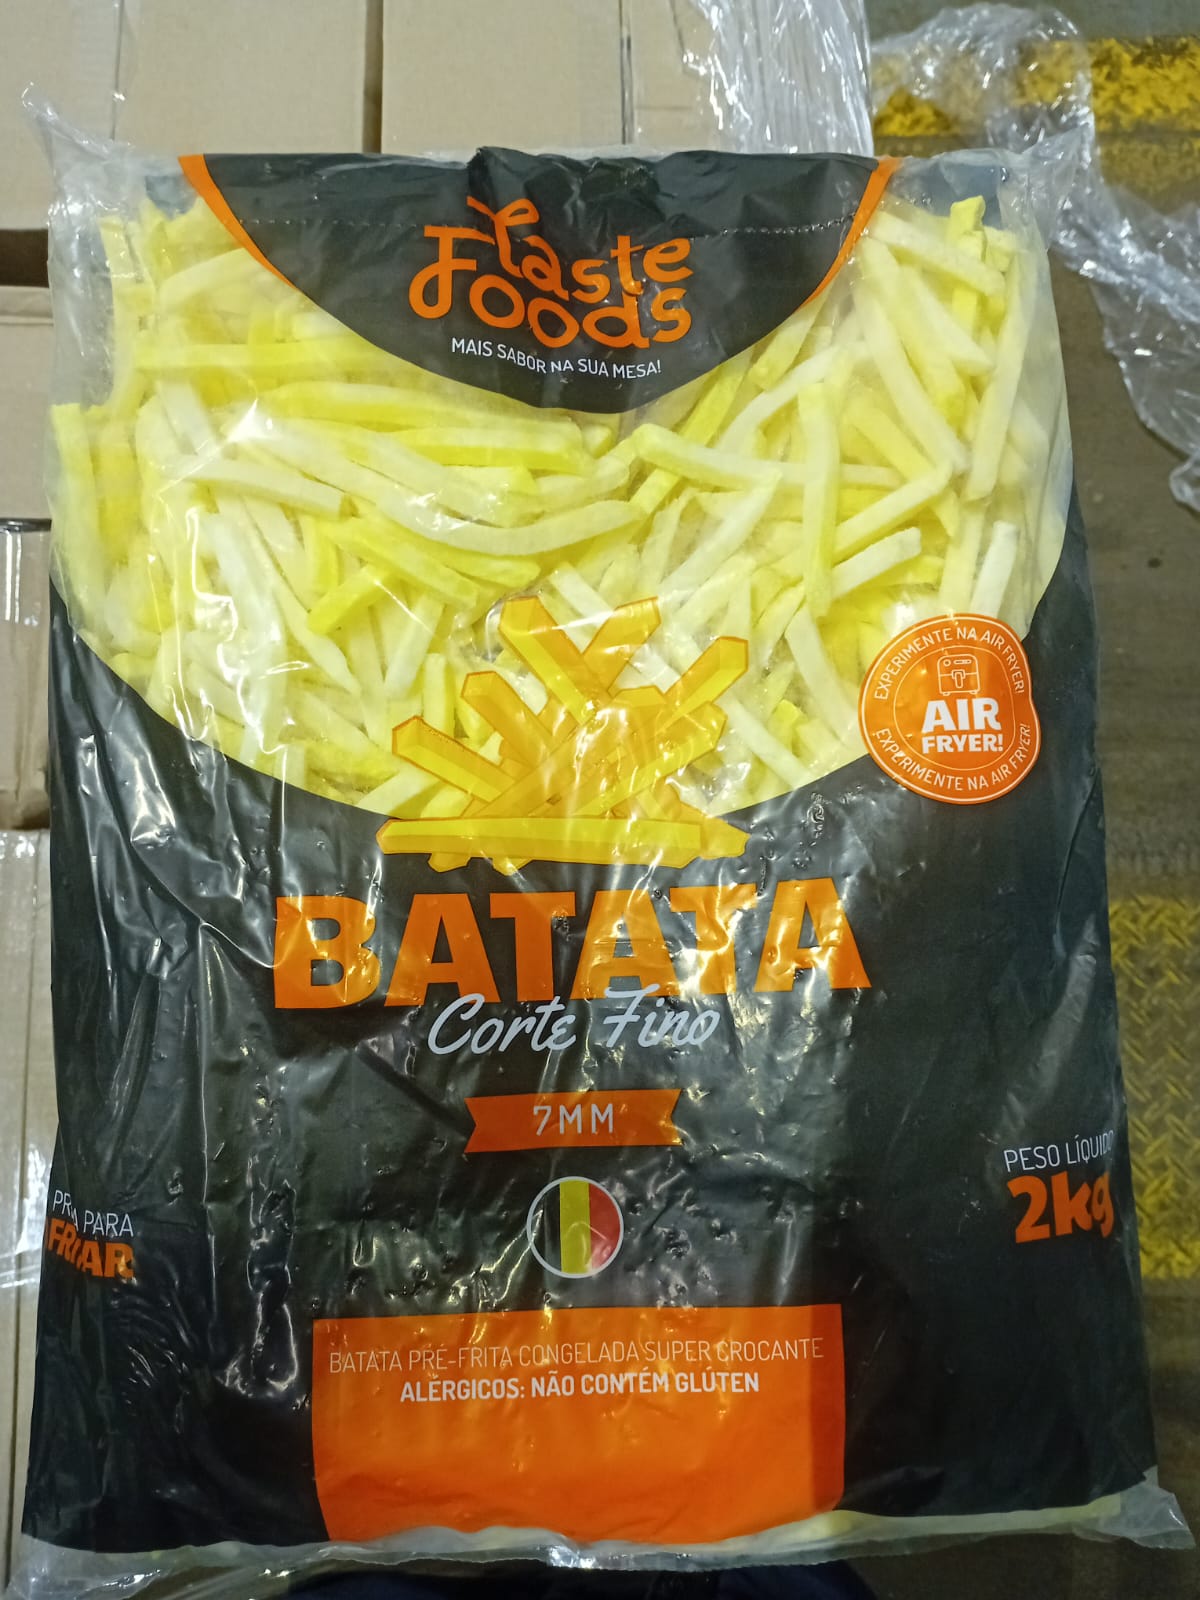 Taste
Foods
MAIS SABOR NA SUA MESA!
EXPERIMENTE NA AIR FRYER!
AIR
FRYER!
EXPERIMENTE NA AIR FRYER!
BATATA
Corte Fino
7MM
PESO LÍQUIDO
2kg
PARA
BATATA PRÉ-FRITA CONGELADA SUPER CROCANTE
ALÉRGICOS: NÃO CONTÉM GLÚTEN